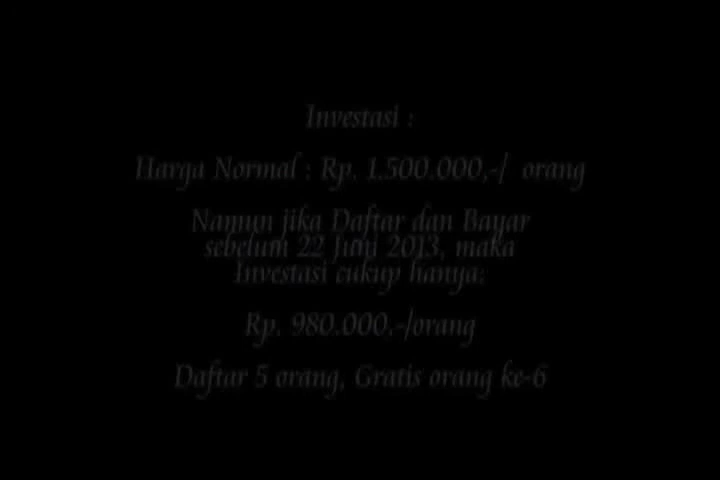 Investasi :
Harga Normal : Rp. 1.500.000,-/ orang
Namun jika Daftar dan Bayar
sebelum 22 Juni 2013, maka
Investasi cukup hanya:
Rp. 980.000,-/orang
Daftar 5 orang, Gratis orang ke-6